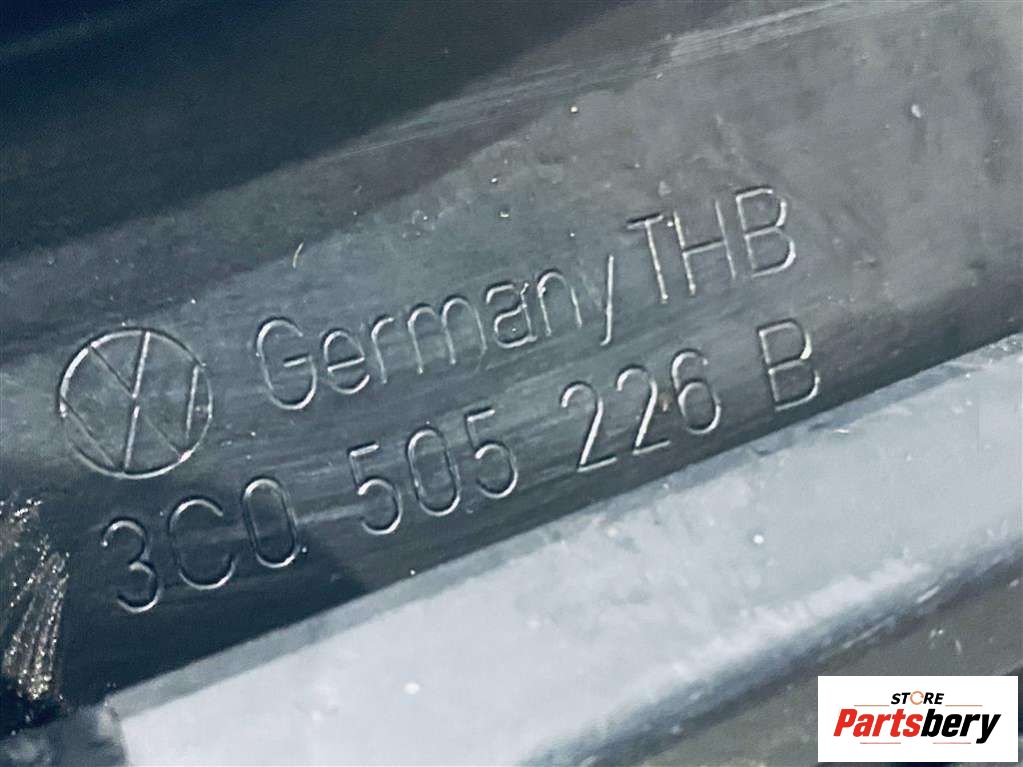 Germany THB
3C0 505 226 B
STORE
Partsbery